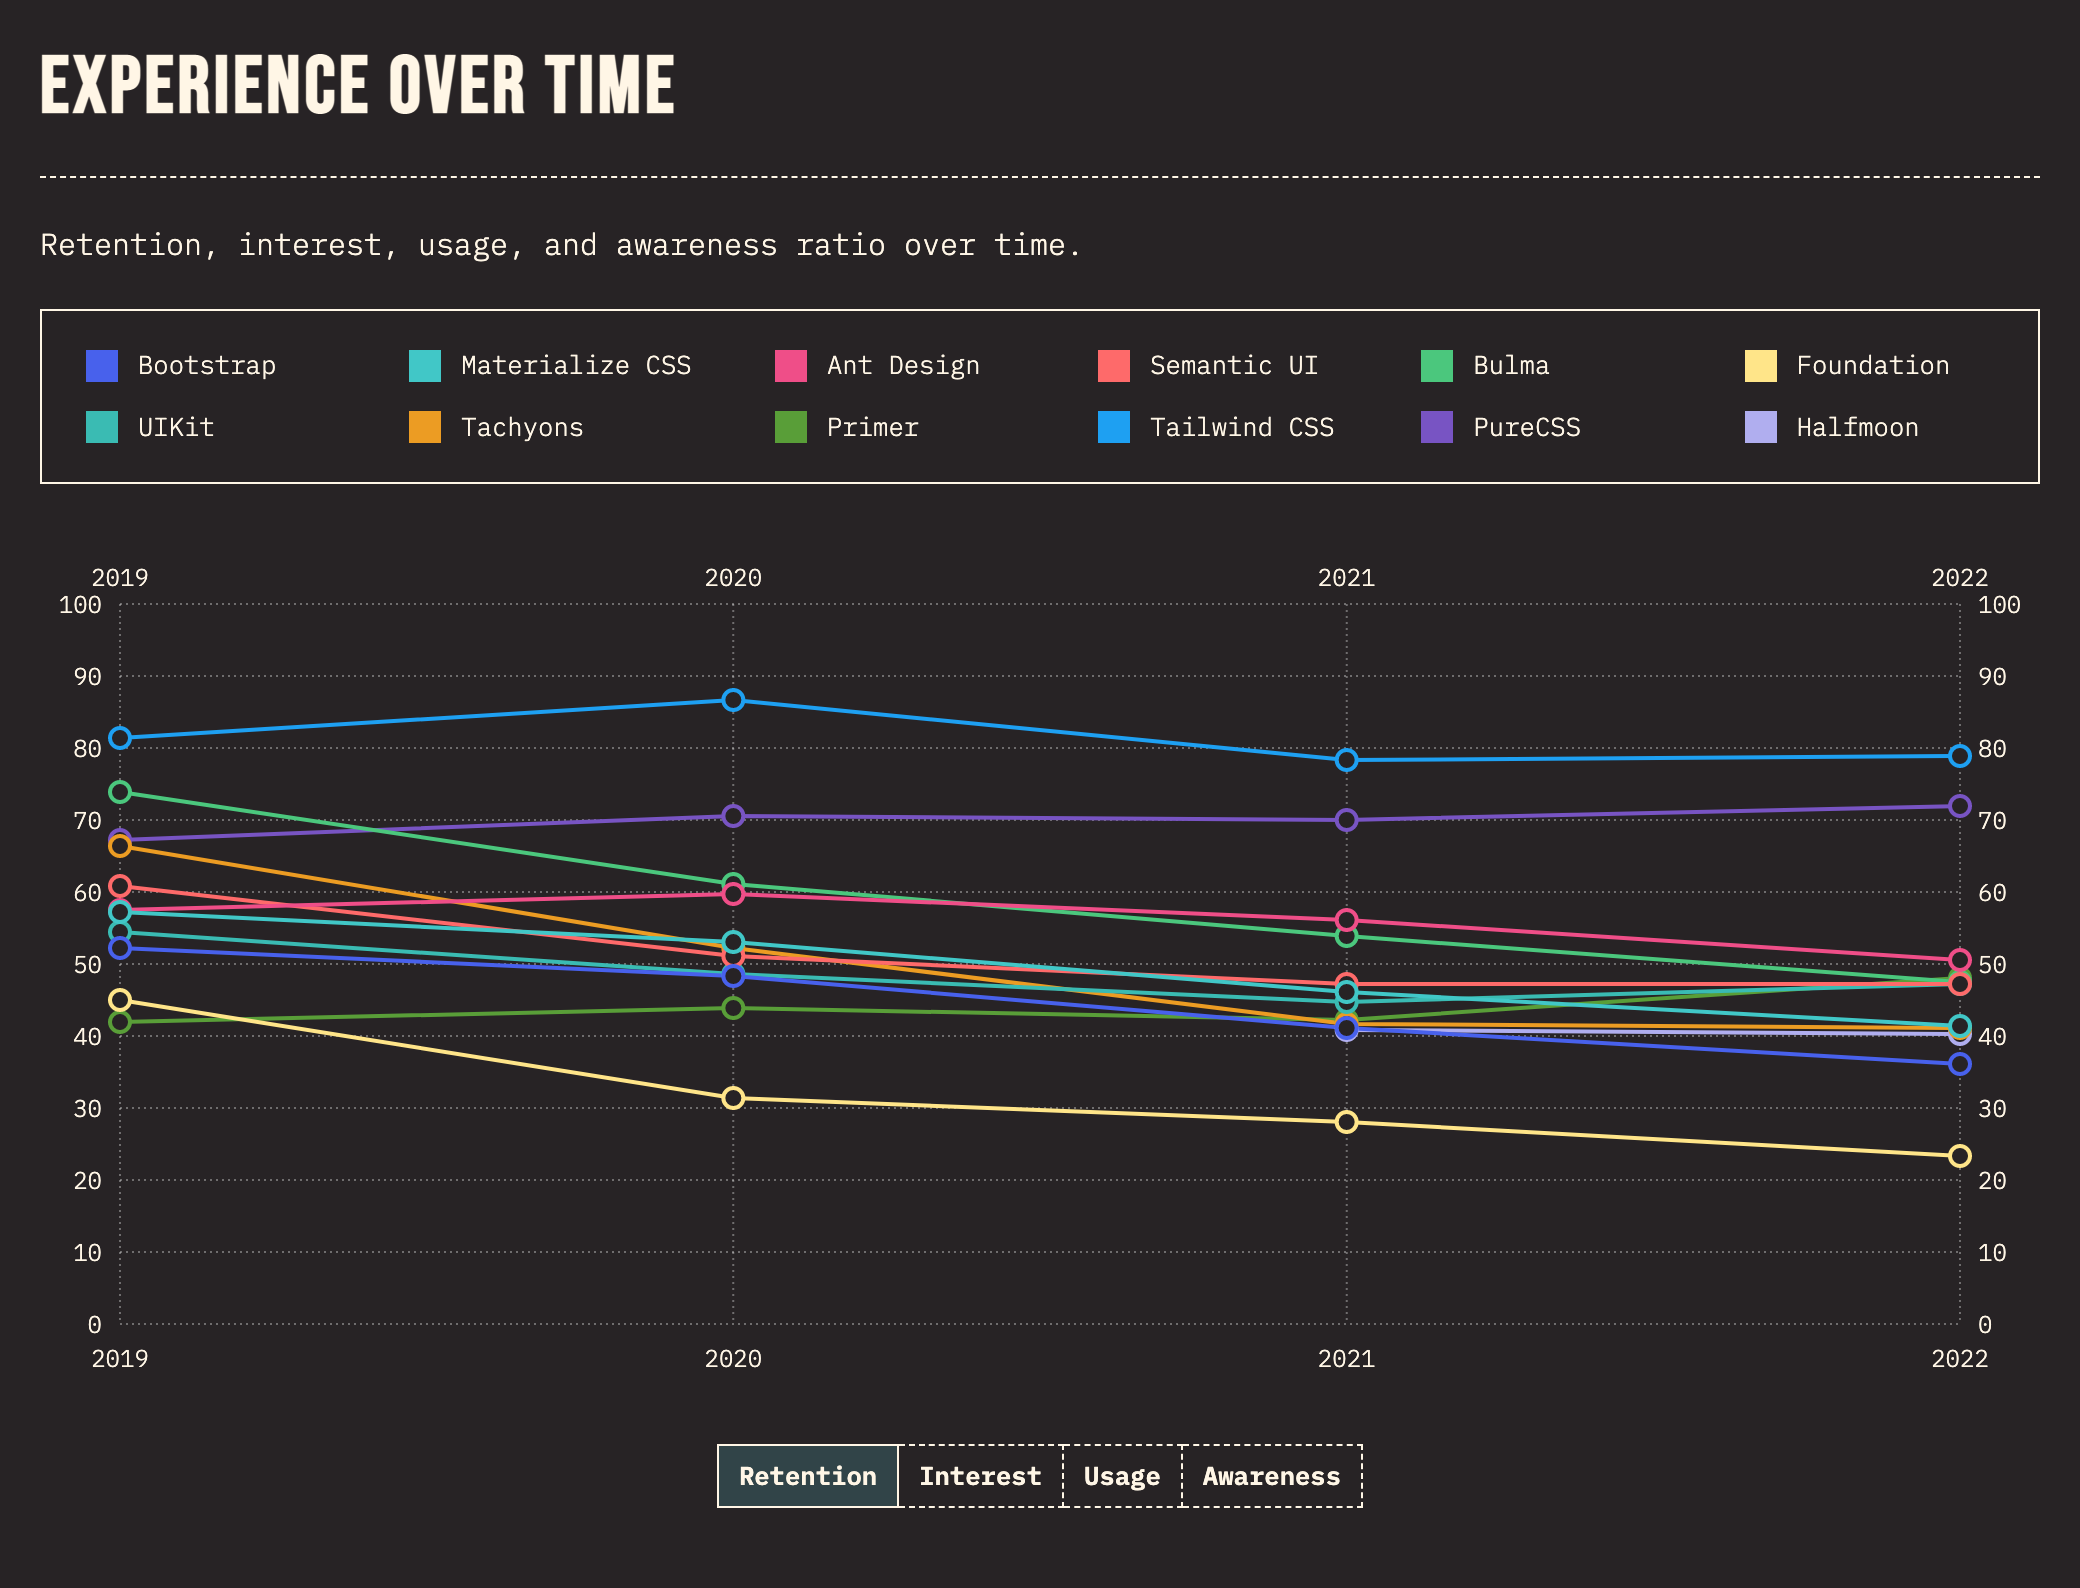 EXPERIENCE OVER TIME
Retention, interest, usage, and awareness ratio over time.
Bootstrap Materialize CSS Ant Design Semantic UI Bulma Foundation
UIKit Tachyons Primer Tailwind CSS PureCSS Halfmoon
2019 2020 2021 2022
100 100
90 90
80 80
70 70
60 60
50 50
40 40
30 30
20 20
10 10
0 0
2019 2020 2021 2022
Retention Interest Usage Awareness